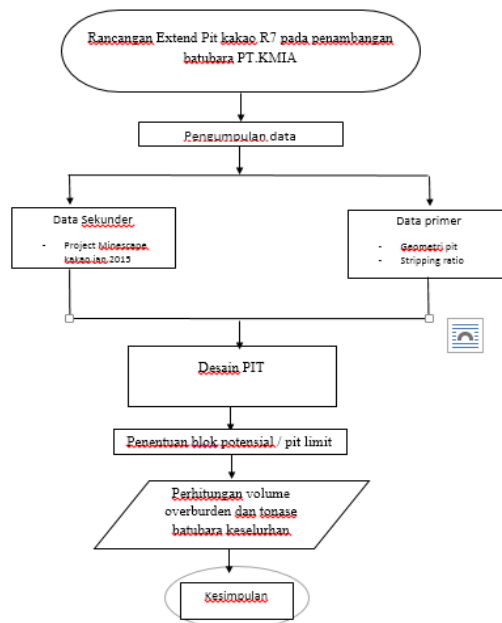 Rancangan Extend Pit kakao R7 pada penambangan
batubara PT.KMIA
Pengumpulan data
Data Sekunder
- Project Minescape
kakao jan 2015
Data primer
- Geometri pit
- Stripping ratio
Desain PIT
Penentuan blok potensial / pit limit
Perhitungan volume
overburden dan tonase
batubara keselurhan
Kesimpulan